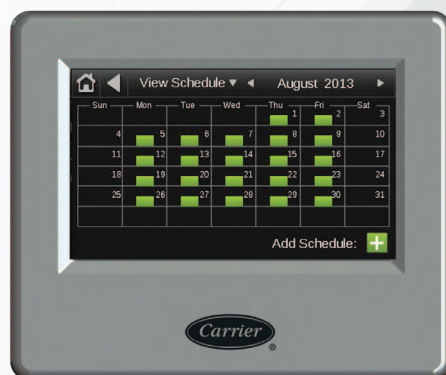 View Schedule August 2013
Sun Mon Tue Wed Thu Fri Sat
1 2 3
4 5 6 7 8 9 10
11 12 13 14 15 16 17
18 19 20 21 22 23 24
25 26 27 28 29 30 31
Add Schedule:
Carrier
®